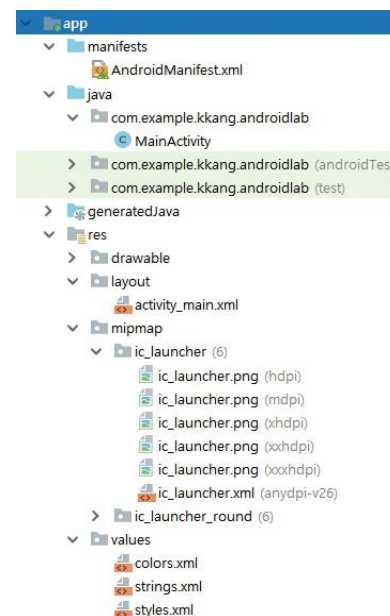 app
manifests
AndroidManifest.xml
java
com.example.kkang.androidlab
C MainActivity
com.example.kkang.androidlab (androidTes
com.example.kkang.androidlab (test)
generatedJava
res
drawable
layout
activity_main.xml
mipmap
ic_launcher (6)
ic_launcher.png (hdpi)
ic_launcher.png (mdpi)
ic_launcher.png (xhdpi)
ic_launcher.png (xxhdpi)
ic_launcher.png (xxxhdpi)
ic_launcher.xml (anydpi-v26)
ic_launcher_round (6)
values
colors.xml
strings.xml
styles.xml